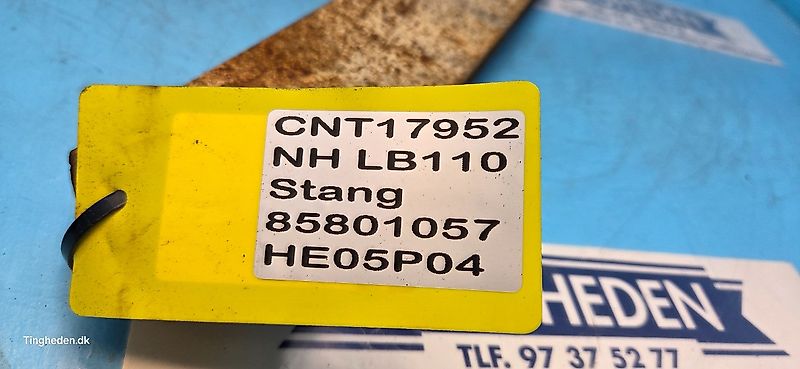 CNT17952
NH LB110
Stang
85801057
HE05P04
HEDEN
TLF. 97 37 52 77
Tingheden.dk